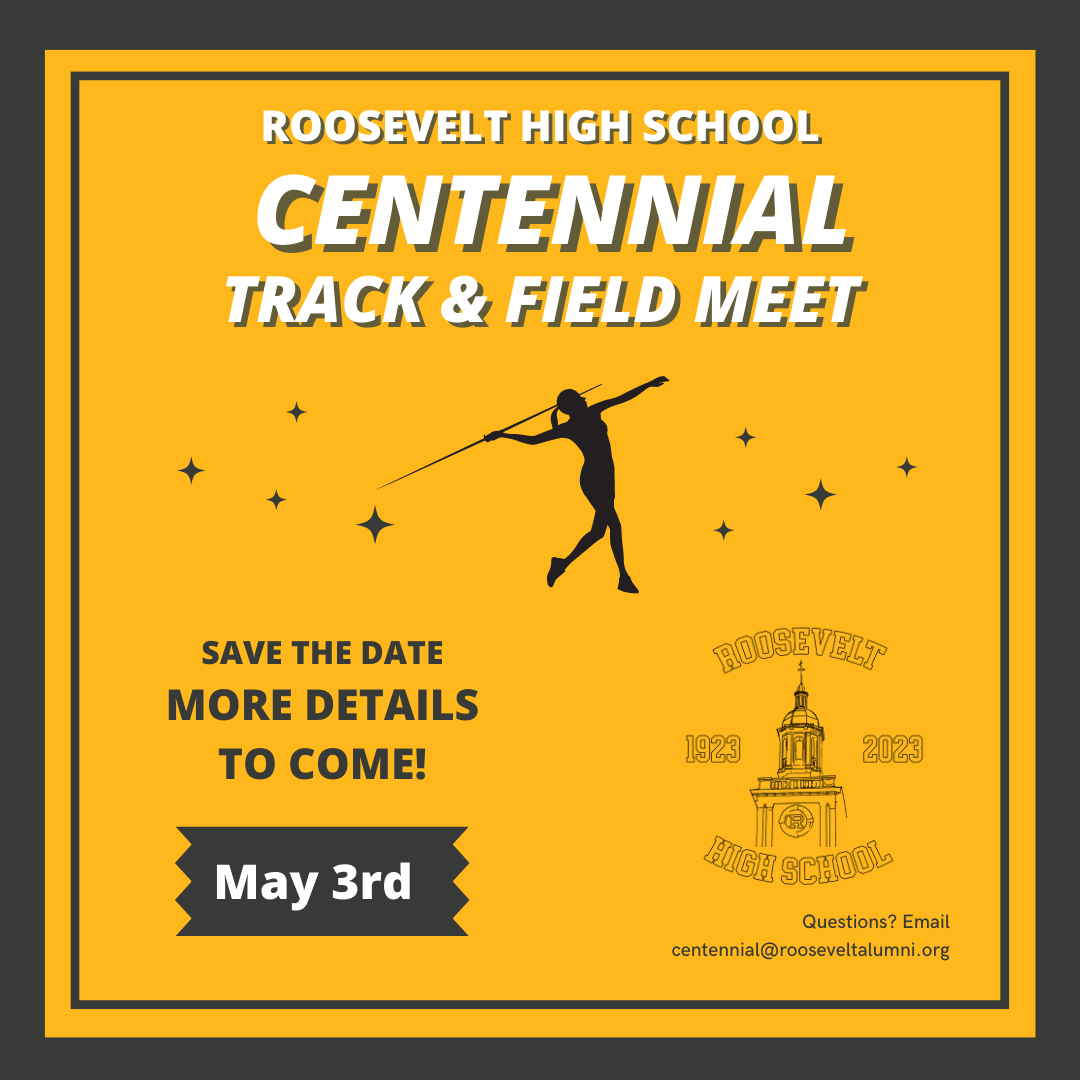 ROOSEVELT HIGH SCHOOL
CENTENNIAL
TRACK & FIELD MEET
SAVE THE DATE
MORE DETAILS
TO COME!
May 3rd
ROOSEVELT
1923 2023
R
HIGH SCHOOL
Questions? Email
centennial@rooseveltalumni.org